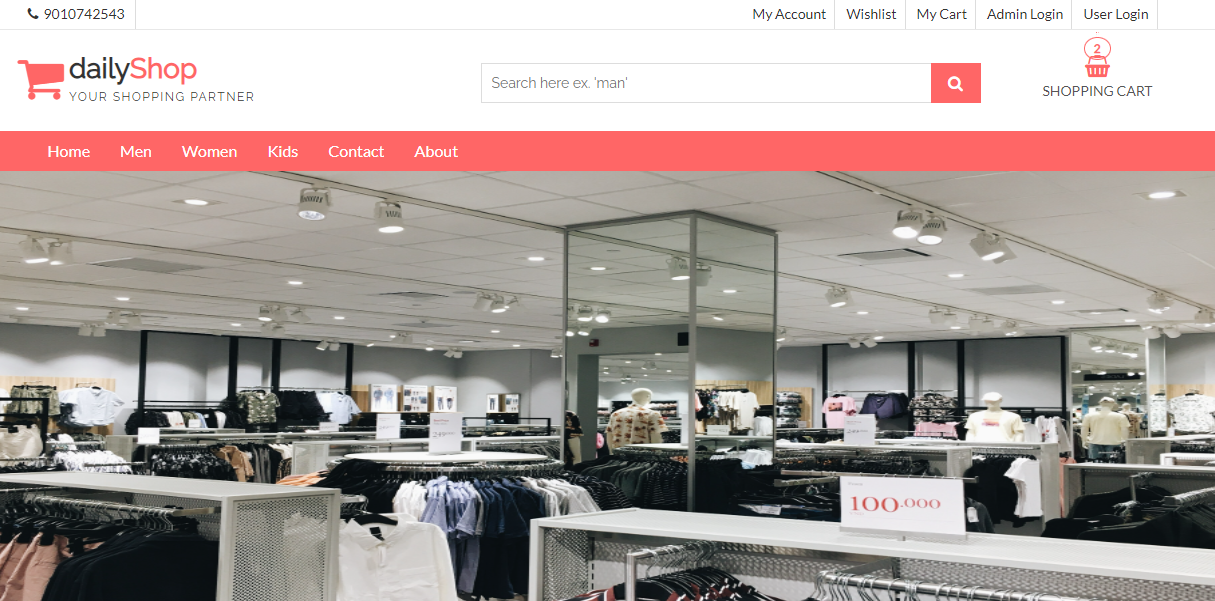 9010742543
My Account
Wishlist
My Cart
Admin Login
User Login
dailyShop
YOUR SHOPPING PARTNER
Search here ex. 'man'
2
SHOPPING CART
Home
Men
Women
Kids
Contact
About
100.000